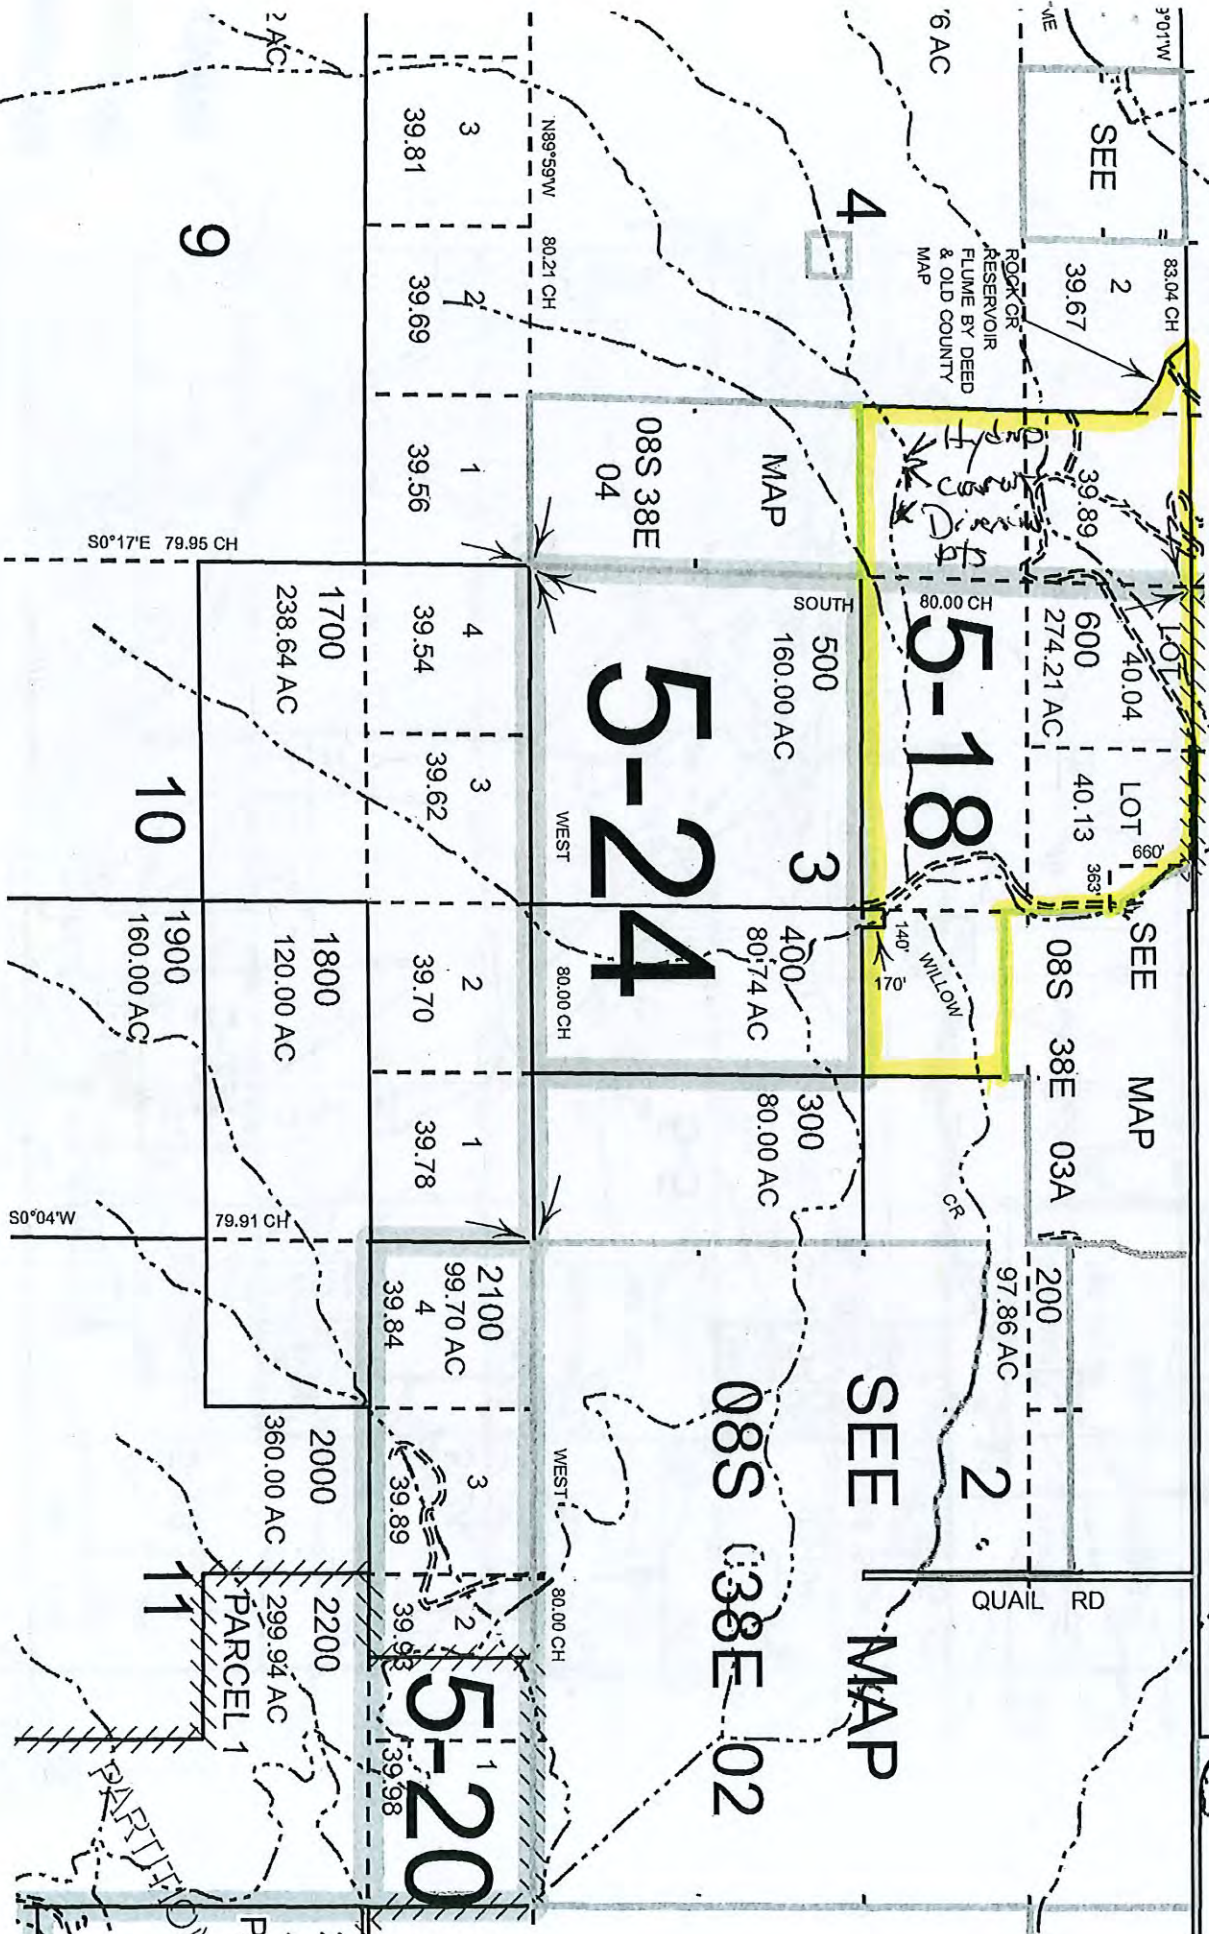 9°01'W
83.04 CH
SEE
2
39.67
ROCK CR
RESERVOIR
FLUME BY DEED
& OLD COUNTY
MAP
39.89
LOT
40.04
600
274.21 AC
LOT
40.13
660'
363'
SEE MAP
08S 38E 03A
200
97.86 AC
2
QUAIL RD
'6 AC
4
80.00 CH
5-18
140'
170'
WILLOW
CR
SEE MAP
08S 38E 02
MAP
08S 38E
04
SOUTH
500
160.00 AC
3
400
80.74 AC
300
80.00 AC
5-24
N89°59'W
80.21 CH
WEST
80.00 CH
WEST
80.00 CH
3
39.81
2
39.69
1
39.56
4
39.54
3
39.62
2
39.70
1
39.78
2100
99.70 AC
4
39.84
3
39.89
2
39.93
1
39.98
5-20
2 AC
9
S0°17'E 79.95 CH
1700
238.64 AC
10
1800
120.00 AC
1900
160.00 AC
79.91 CH
S0°04'W
2000
360.00 AC
11
2200
299.94 AC
PARCEL 1